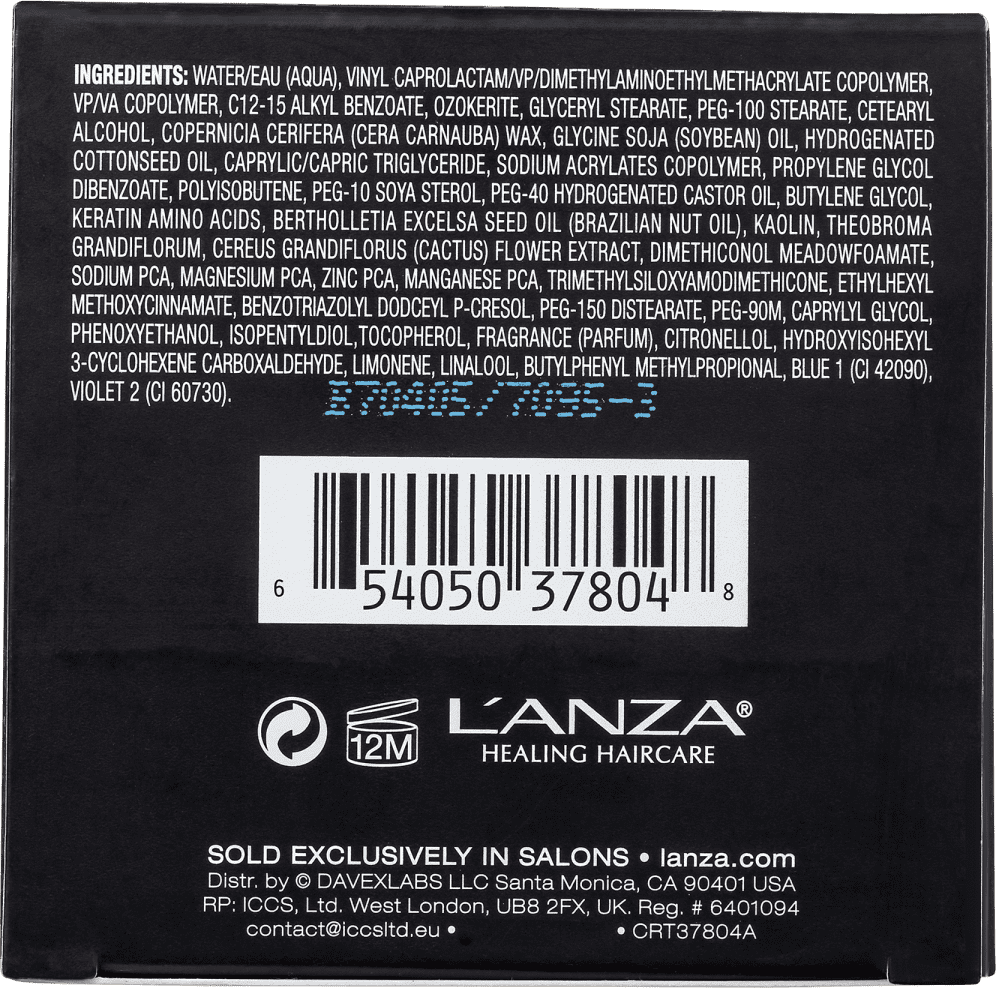 INGREDIENTS: WATER/EAU (AQUA), VINYL CAPROLACTAM/VP/DIMETHYLAMINOETHYLMETHACRYLATE COPOLYMER,
VP/VA COPOLYMER, C12-15 ALKYL BENZOATE, OZOKERITE, GLYCERYL STEARATE, PEG-100 STEARATE, CETEARYL
ALCOHOL, COPERNICIA CERIFERA (CERA CARNAUBA) WAX, GLYCINE SOJA (SOYBEAN) OIL, HYDROGENATED
COTTONSEED OIL, CAPRYLIC/CAPRIC TRIGLYCERIDE, SODIUM ACRYLATES COPOLYMER, PROPYLENE GLYCOL
DIBENZOATE, POLYISOBUTENE, PEG-10 SOYA STEROL, PEG-40 HYDROGENATED CASTOR OIL, BUTYLENE GLYCOL,
KERATIN AMINO ACIDS, BERTHOLLETIA EXCELSA SEED OIL (BRAZILIAN NUT OIL), KAOLIN, THEOBROMA
GRANDIFLORUM, CEREUS GRANDIFLORUS (CACTUS) FLOWER EXTRACT, DIMETHICONOL MEADOWFOAMATE,
SODIUM PCA, MAGNESIUM PCA, ZINC PCA, MANGANESE PCA, TRIMETHYLSILOXYAMODIMETHICONE, ETHYLHEXYL
METHOXYCINNAMATE, BENZOTRIAZOLYL DODCEYL P-CRESOL, PEG-150 DISTEARATE, PEG-90M, CAPRYLYL GLYCOL,
PHENOXYETHANOL, ISOPENTYLDIOL,TOCOPHEROL, FRAGRANCE (PARFUM), CITRONELLOL, HYDROXYISOHEXYL
3-CYCLOHEXENE CARBOXALDEHYDE, LIMONENE, LINALOOL, BUTYLPHENYL METHYLPROPIONAL, BLUE 1 (CI 42090),
VIOLET 2 (CI 60730).
6 54050 37804 8
12M
L'ANZA®
HEALING HAIRCARE
SOLD EXCLUSIVELY IN SALONS • lanza.com
Distr. by © DAVEXLABS LLC Santa Monica, CA 90401 USA
RP: ICCS, Ltd. West London, UB8 2FX, UK. Reg. # 6401094
contact@iccsltd.eu • • CRT37804A